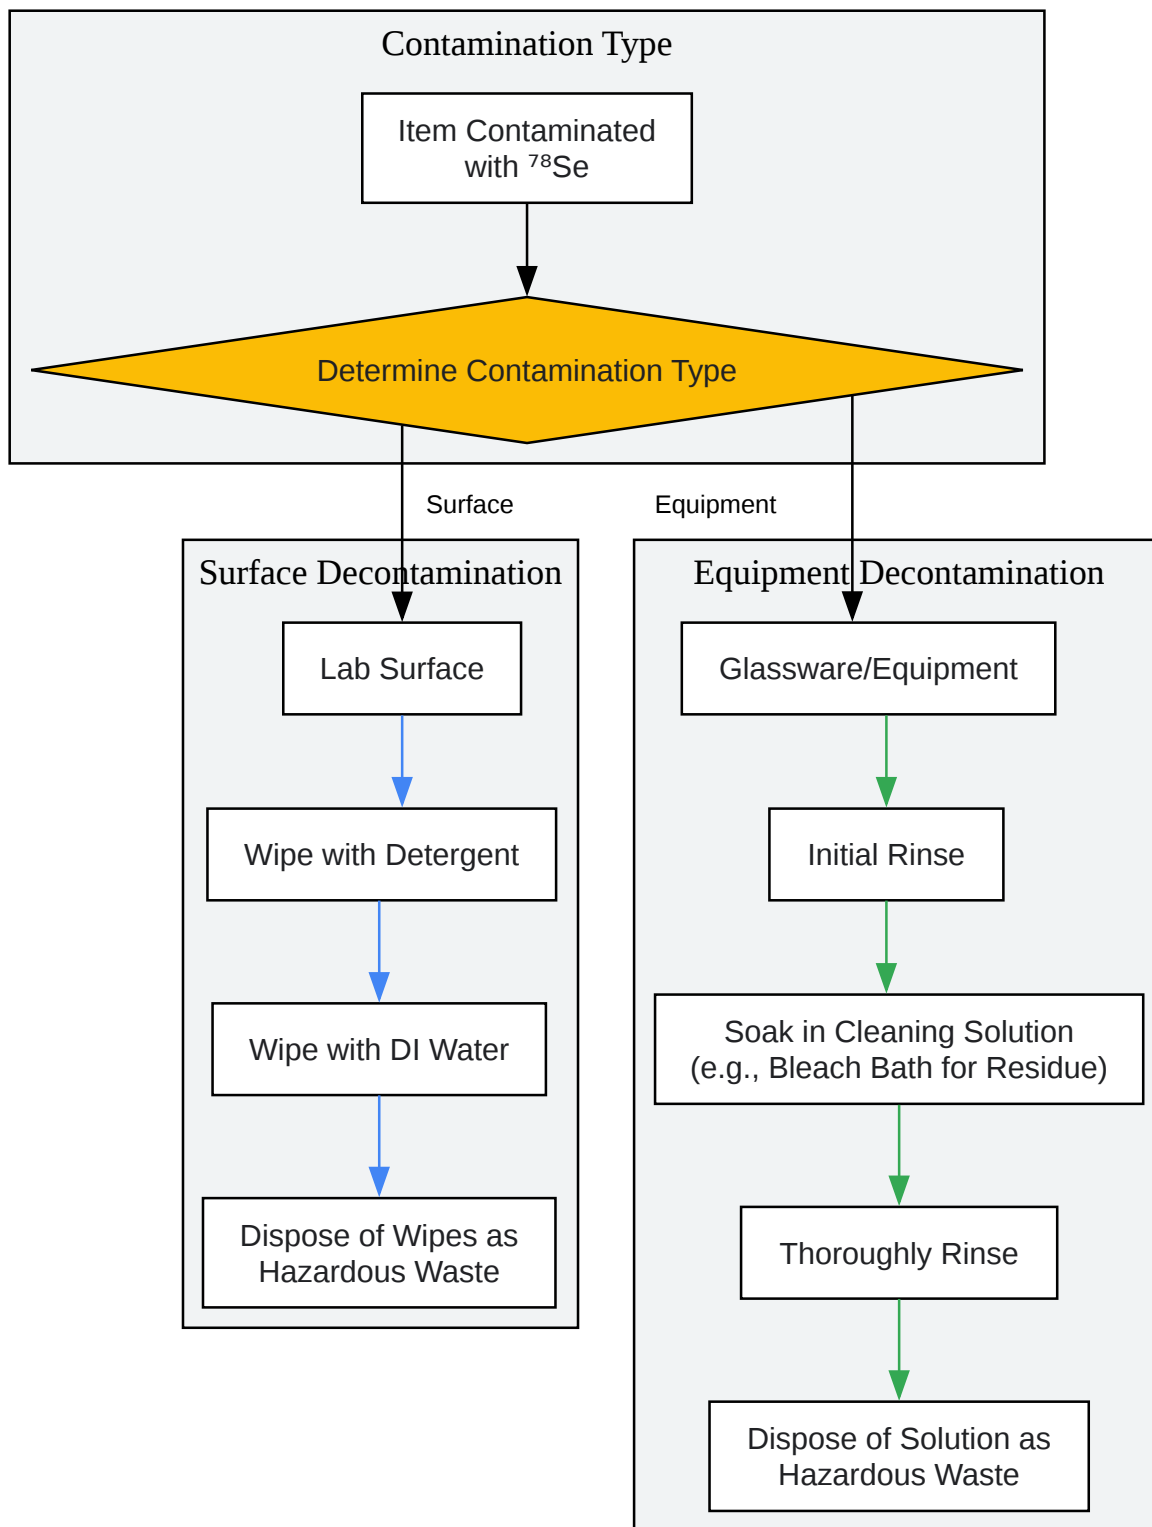 Contamination Type
Item Contaminated
with ⁷⁸Se
Determine Contamination Type
Surface
Equipment
Surface Decontamination
Lab Surface
Wipe with Detergent
Wipe with DI Water
Dispose of Wipes as
Hazardous Waste
Equipment Decontamination
Glassware/Equipment
Initial Rinse
Soak in Cleaning Solution
(e.g., Bleach Bath for Residue)
Thoroughly Rinse
Dispose of Solution as
Hazardous Waste